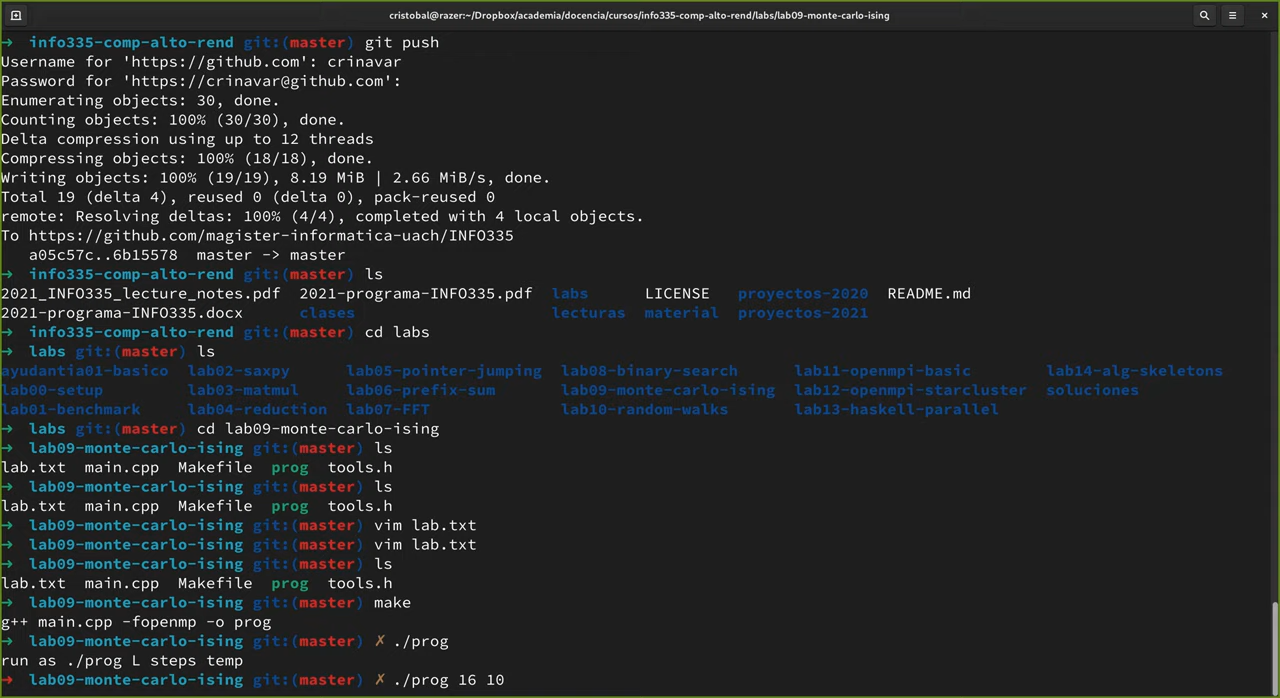 cristobal@razer:~/Dropbox/academia/docencia/cursos/info335-comp-alto-rend/labs/lab09-monte-carlo-ising
→ info335-comp-alto-rend git:(master) git push
Username for 'https://github.com': crinavar
Password for 'https://crinavar@github.com':
Enumerating objects: 30, done.
Counting objects: 100% (30/30), done.
Delta compression using up to 12 threads
Compressing objects: 100% (18/18), done.
Writing objects: 100% (19/19), 8.19 MiB | 2.66 MiB/s, done.
Total 19 (delta 4), reused 0 (delta 0), pack-reused 0
remote: Resolving deltas: 100% (4/4), completed with 4 local objects.
To https://github.com/magister-informatica-uach/INFO335
   a05c57c..6b15578  master -> master
→ info335-comp-alto-rend git:(master) ls
2021_INFO335_lecture_notes.pdf  2021-programa-INFO335.pdf  labs      LICENSE   proyectos-2020  README.md
2021-programa-INFO335.docx      clases                     lecturas  material  proyectos-2021
→ info335-comp-alto-rend git:(master) cd labs
→ labs git:(master) ls
ayudantia01-basico  lab02-saxpy      lab05-pointer-jumping  lab08-binary-search      lab11-openmpi-basic        lab14-alg-skeletons
lab00-setup         lab03-matmul     lab06-prefix-sum       lab09-monte-carlo-ising  lab12-openmpi-starcluster  soluciones
lab01-benchmark     lab04-reduction  lab07-FFT              lab10-random-walks       lab13-haskell-parallel
→ labs git:(master) cd lab09-monte-carlo-ising
→ lab09-monte-carlo-ising git:(master) ls
lab.txt  main.cpp  Makefile  prog  tools.h
→ lab09-monte-carlo-ising git:(master) ls
lab.txt  main.cpp  Makefile  prog  tools.h
→ lab09-monte-carlo-ising git:(master) vim lab.txt
→ lab09-monte-carlo-ising git:(master) vim lab.txt
→ lab09-monte-carlo-ising git:(master) ls
lab.txt  main.cpp  Makefile  prog  tools.h
→ lab09-monte-carlo-ising git:(master) make
g++ main.cpp -fopenmp -o prog
→ lab09-monte-carlo-ising git:(master) ✗ ./prog
run as ./prog L steps temp
→ lab09-monte-carlo-ising git:(master) ✗ ./prog 16 10